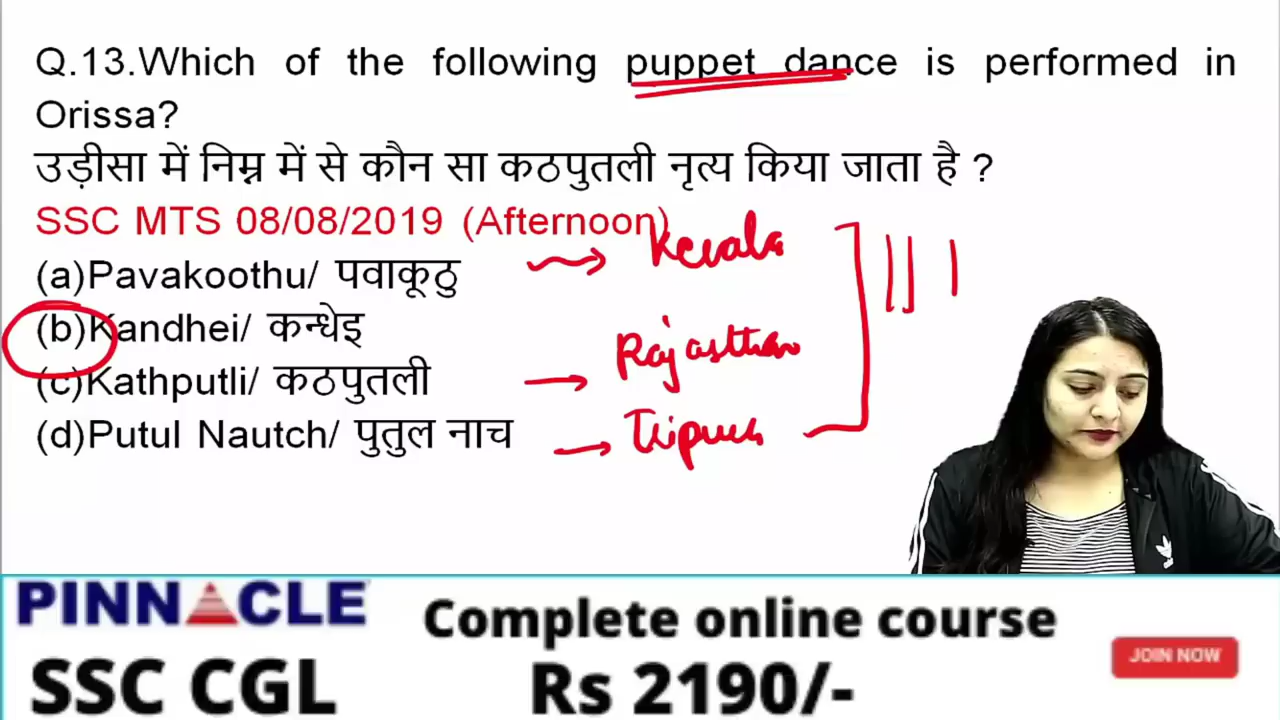 Q.13.Which of the following puppet dance is performed in
Orissa?
उड़ीसा में निम्न में से कौन सा कठपुतली नृत्य किया जाता है ?
SSC MTS 08/08/2019 (Afternoon)
(a)Pavakoothu/ पवाकूठु → Kerala
(b)Kandhei/ कन्धेइ
(c)Kathputli/ कठपुतली → Rajasthan
(d)Putul Nautch/ पुतुल नाच → Tripura
PINNACLE
SSC CGL
Complete online course
Rs 2190/-
JOIN NOW